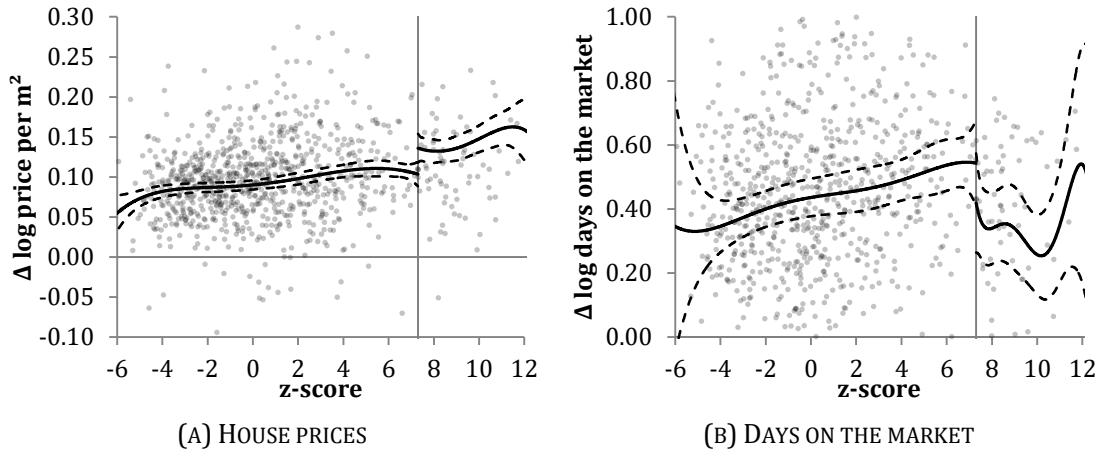 Δ log price per m²
0.30
0.25
0.20
0.15
0.10
0.05
0.00
-0.05
-0.10
-6 -4 -2 0 2 4 6 8 10 12
z-score
(A) HOUSE PRICES
Δ log days on the market
1.00
0.80
0.60
0.40
0.20
0.00
-6 -4 -2 0 2 4 6 8 10 12
z-score
(B) DAYS ON THE MARKET